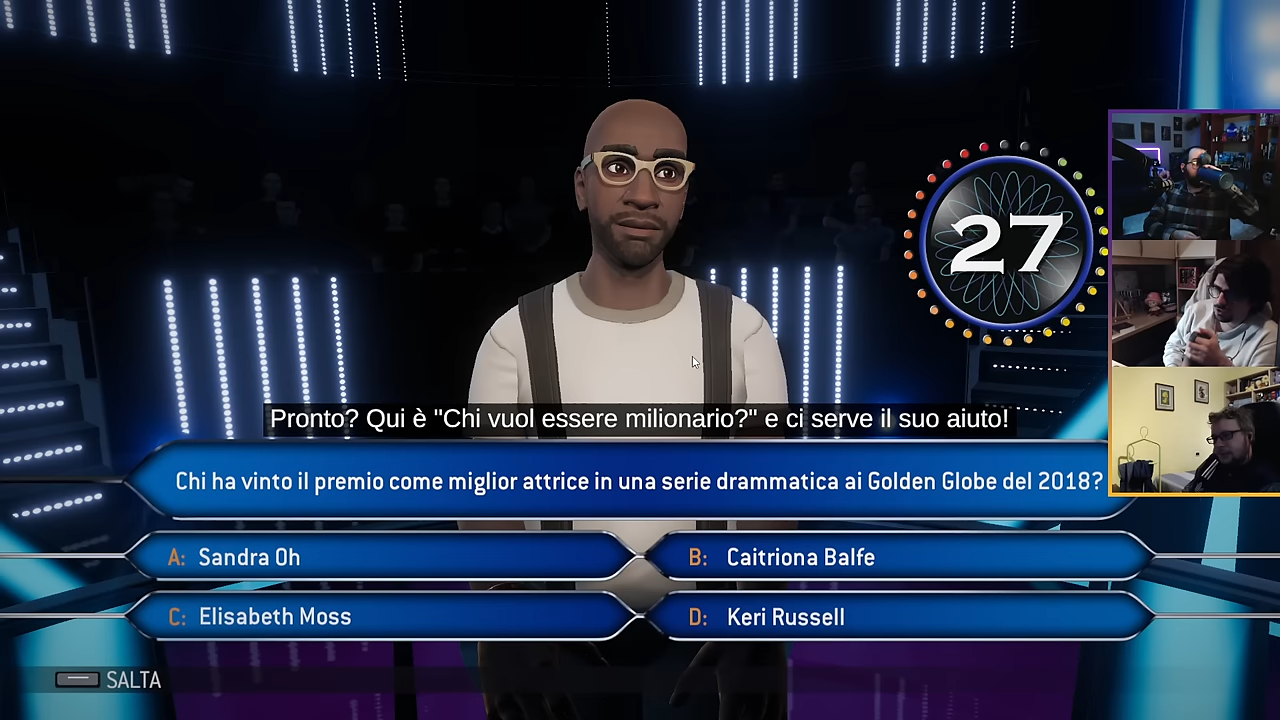 27
Pronto? Qui è "Chi vuol essere milionario?" e ci serve il suo aiuto!
Chi ha vinto il premio come miglior attrice in una serie drammatica ai Golden Globe del 2018?
A: Sandra Oh
B: Caitriona Balfe
C: Elisabeth Moss
D: Keri Russell
SALTA